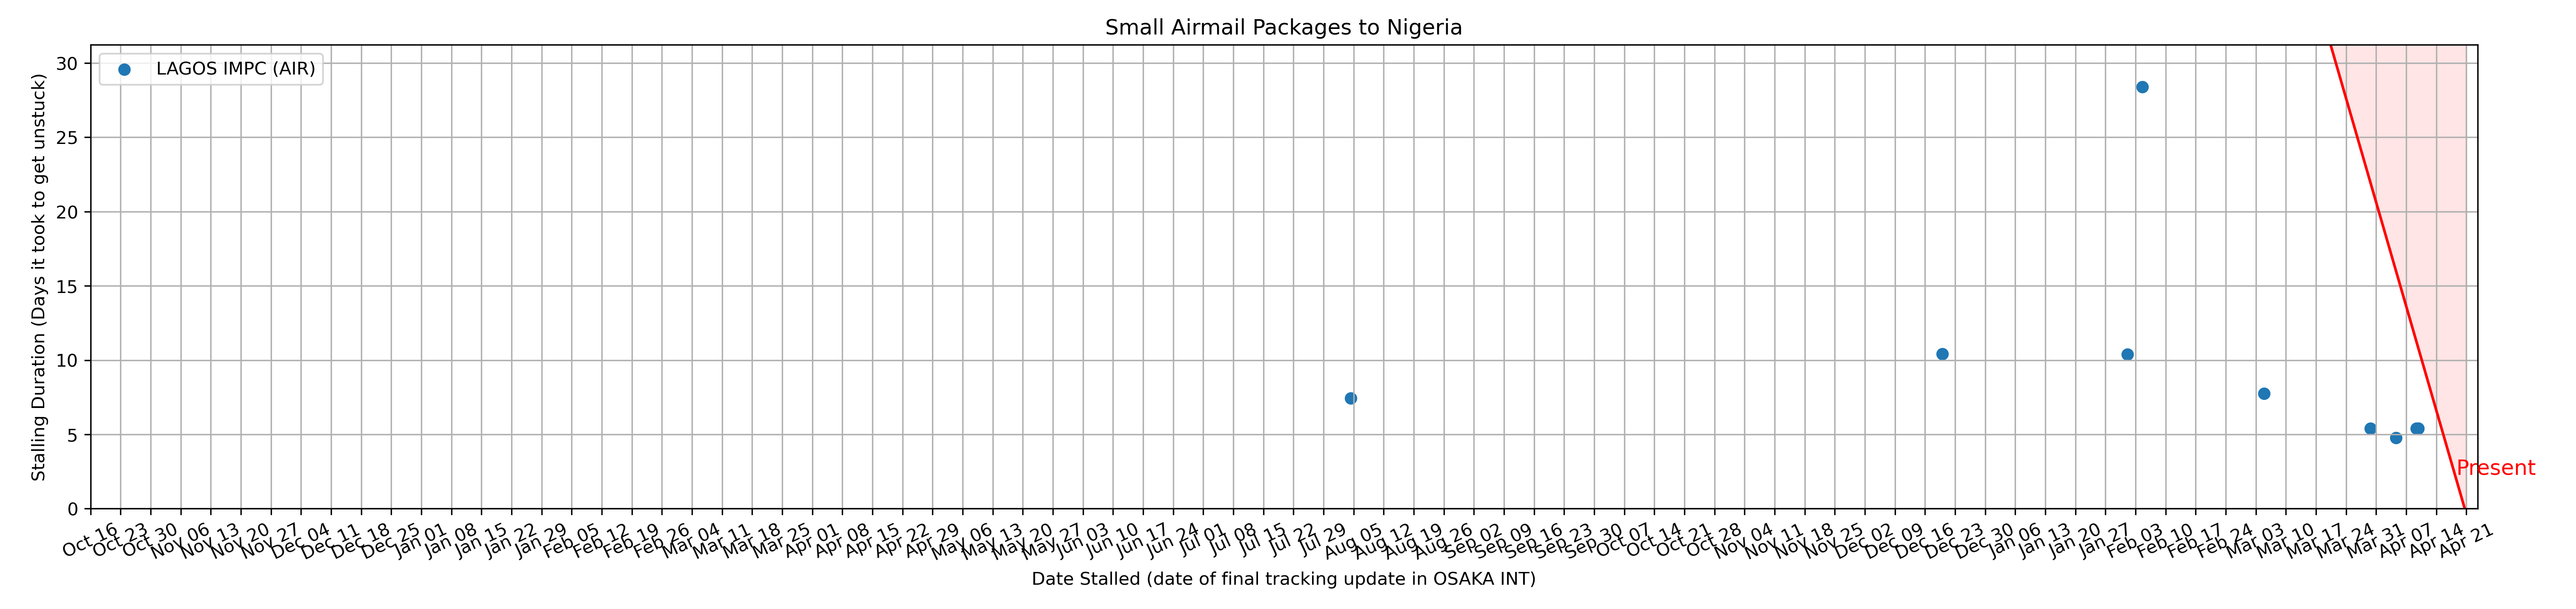 Small Airmail Packages to Nigeria
LAGOS IMPC (AIR)
Stalling Duration (Days it took to get unstuck)
30
25
20
15
10
5
0
Present
Oct 16
Oct 23
Oct 30
Nov 06
Nov 13
Nov 20
Nov 27
Dec 04
Dec 11
Dec 18
Dec 25
Jan 01
Jan 08
Jan 15
Jan 22
Jan 29
Feb 05
Feb 12
Feb 19
Feb 26
Mar 04
Mar 11
Mar 18
Mar 25
Apr 01
Apr 08
Apr 15
Apr 22
Apr 29
May 06
May 13
May 20
May 27
Jun 03
Jun 10
Jun 17
Jun 24
Jul 01
Jul 08
Jul 15
Jul 22
Jul 29
Aug 05
Aug 12
Aug 19
Aug 26
Sep 02
Sep 09
Sep 16
Sep 23
Sep 30
Oct 07
Oct 14
Oct 21
Oct 28
Nov 04
Nov 11
Nov 18
Nov 25
Dec 02
Dec 09
Dec 16
Dec 23
Dec 30
Jan 06
Jan 13
Jan 20
Jan 27
Feb 03
Feb 10
Feb 17
Feb 24
Mar 03
Mar 10
Mar 17
Mar 24
Mar 31
Apr 07
Apr 14
Apr 21
Date Stalled (date of final tracking update in OSAKA INT)